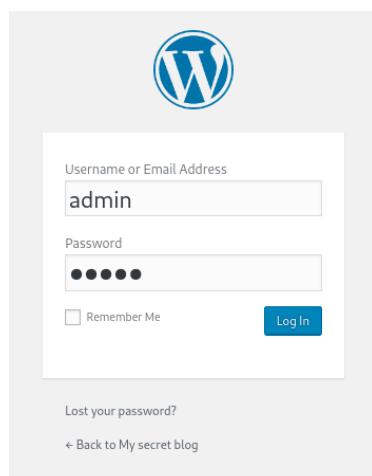 Username or Email Address
admin
Password
●●●●●
Remember Me
Log In
Lost your password?
← Back to My secret blog